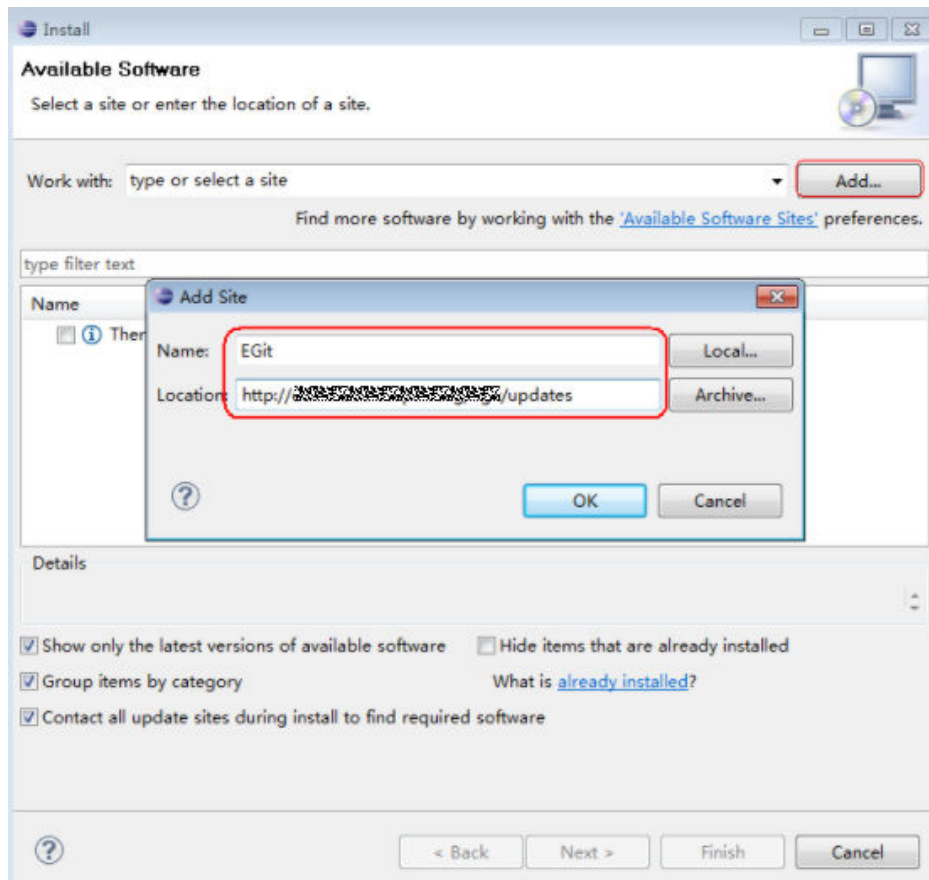 Install
Available Software
Select a site or enter the location of a site.
Work with: type or select a site Add...
Find more software by working with the 'Available Software Sites' preferences.
type filter text
Name
Ther
Add Site
Name: EGit Local...
Location: http:// /updates Archive...
OK Cancel
Details
Show only the latest versions of available software Hide items that are already installed
Group items by category What is already installed?
Contact all update sites during install to find required software
< Back Next > Finish Cancel